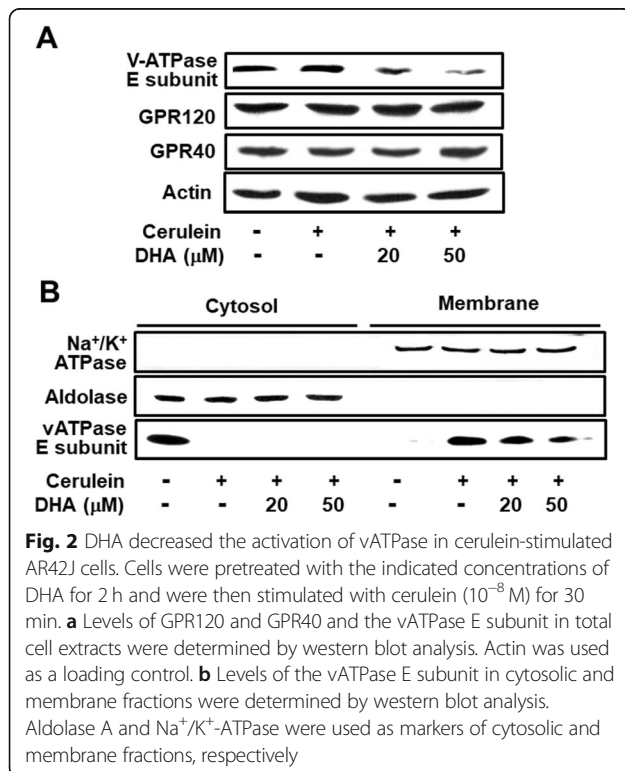 A
V-ATPase
E subunit
GPR120
GPR40
Actin
Cerulein - + + +
DHA (μM) - - 20 50
B
Cytosol Membrane
Na⁺/K⁺
ATPase
Aldolase
vATPase
E subunit
Cerulein - + + + - + + +
DHA (μM) - - 20 50 - - 20 50
Fig. 2 DHA decreased the activation of vATPase in cerulein-stimulated
AR42J cells. Cells were pretreated with the indicated concentrations of
DHA for 2 h and were then stimulated with cerulein (10⁻⁸ M) for 30
min. a Levels of GPR120 and GPR40 and the vATPase E subunit in total
cell extracts were determined by western blot analysis. Actin was used
as a loading control. b Levels of the vATPase E subunit in cytosolic and
membrane fractions were determined by western blot analysis.
Aldolase A and Na⁺/K⁺-ATPase were used as markers of cytosolic and
membrane fractions, respectively